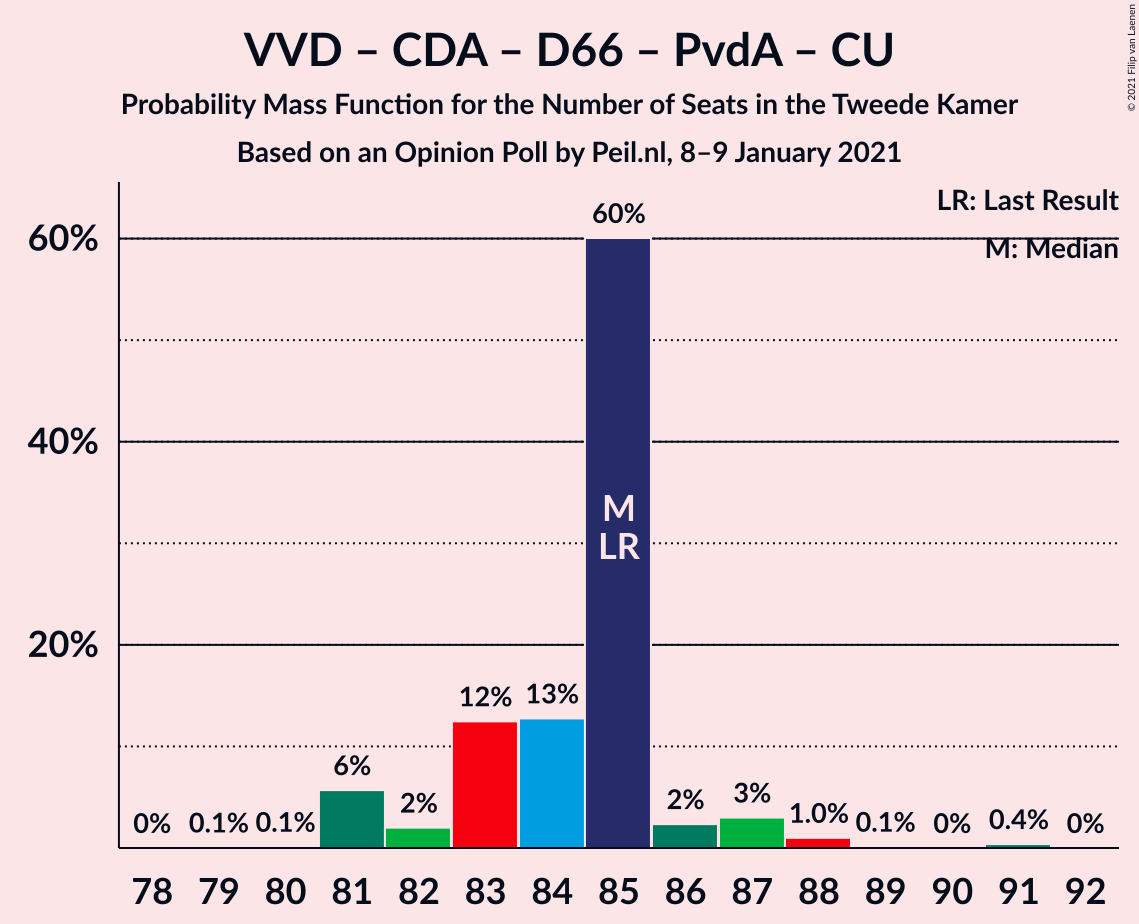 VVD – CDA – D66 – PvdA – CU
Probability Mass Function for the Number of Seats in the Tweede Kamer
Based on an Opinion Poll by Peil.nl, 8–9 January 2021
© 2021 Filip van Laenen
LR: Last Result
M: Median
60%
40%
20%
0% 0.1% 0.1% 6% 2% 12% 13% 60% 2% 3% 1.0% 0.1% 0% 0.4% 0%
M
LR
78 79 80 81 82 83 84 85 86 87 88 89 90 91 92